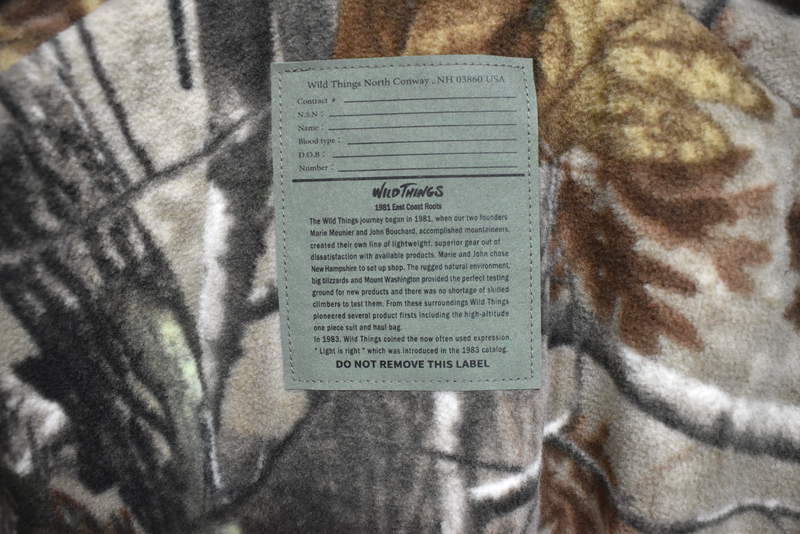 Wild Things North Conway . NH 03860 USA
Contract #
N.S.N :
Name :
Blood type :
D.O.B :
Number :
WILDTHINGS
1981 East Coast Roots
The Wild Things journey began in 1981, when our two founders
Marie Meunier and John Bouchard, accomplished mountaineers,
created their own line of lightweight, superior gear out of
dissatisfaction with available products. Marie and John chose
New Hampshire to set up shop. The rugged natural environment,
big blizzards and Mount Washington provided the perfect testing
ground for new products and there was no shortage of skilled
climbers to test them. From these surroundings Wild Things
pioneered several product firsts including the high-altitude
one piece suit and haul bag.
In 1983, Wild Things coined the now often used expression
" Light is right " which was introduced in the 1983 catalog.
DO NOT REMOVE THIS LABEL